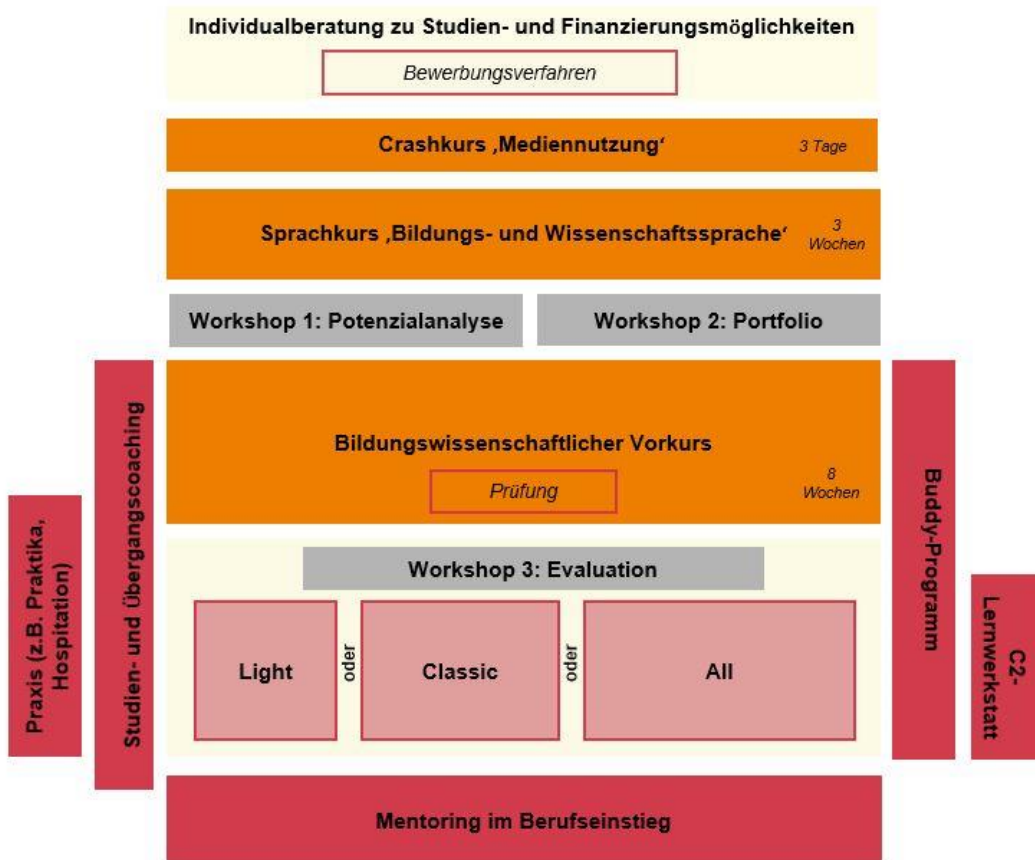 Individualberatung zu Studien- und Finanzierungsmöglichkeiten
Bewerbungsverfahren
Crashkurs ‚Mediennutzung‘
3 Tage
Sprachkurs ‚Bildungs- und Wissenschaftssprache‘
3
Wochen
Workshop 1: Potenzialanalyse
Workshop 2: Portfolio
Bildungswissenschaftlicher Vorkurs
Prüfung
8
Wochen
Workshop 3: Evaluation
Light
oder
Classic
oder
All
Mentoring im Berufseinstieg
Praxis (z.B. Praktika,
Hospitation)
Studien- und Übergangscoaching
Buddy-Programm
C2-
Lernwerkstatt